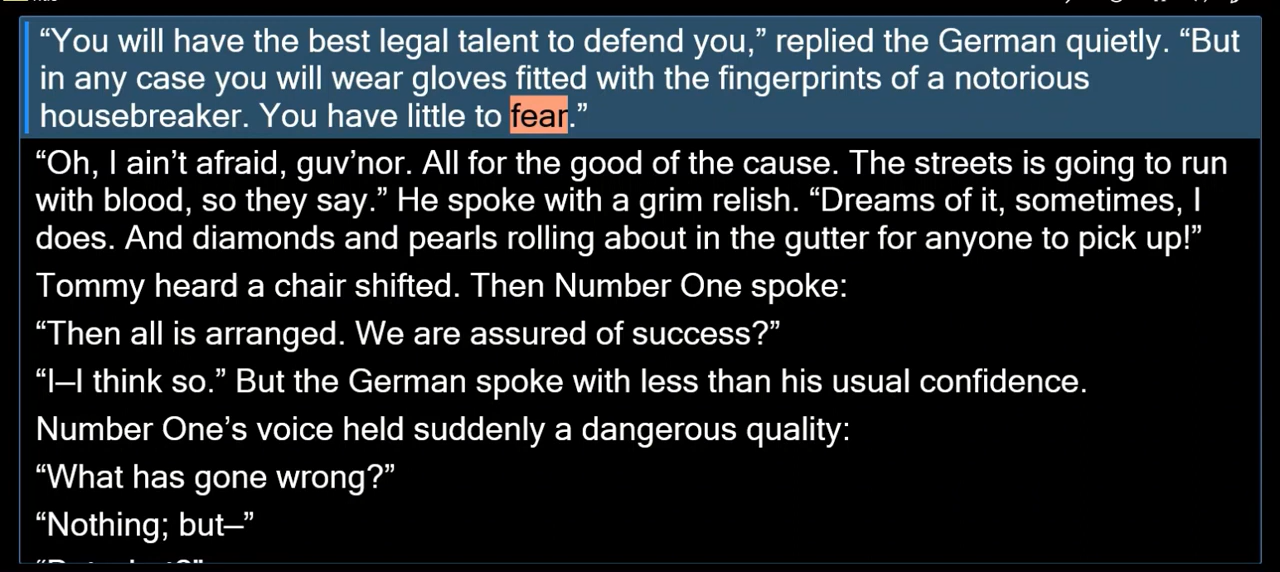 “You will have the best legal talent to defend you,” replied the German quietly. “But
in any case you will wear gloves fitted with the fingerprints of a notorious
housebreaker. You have little to fear.”
“Oh, I ain’t afraid, guv’nor. All for the good of the cause. The streets is going to run
with blood, so they say.” He spoke with a grim relish. “Dreams of it, sometimes, I
does. And diamonds and pearls rolling about in the gutter for anyone to pick up!”
Tommy heard a chair shifted. Then Number One spoke:
“Then all is arranged. We are assured of success?”
“I—I think so.” But the German spoke with less than his usual confidence.
Number One’s voice held suddenly a dangerous quality:
“What has gone wrong?”
“Nothing; but—”